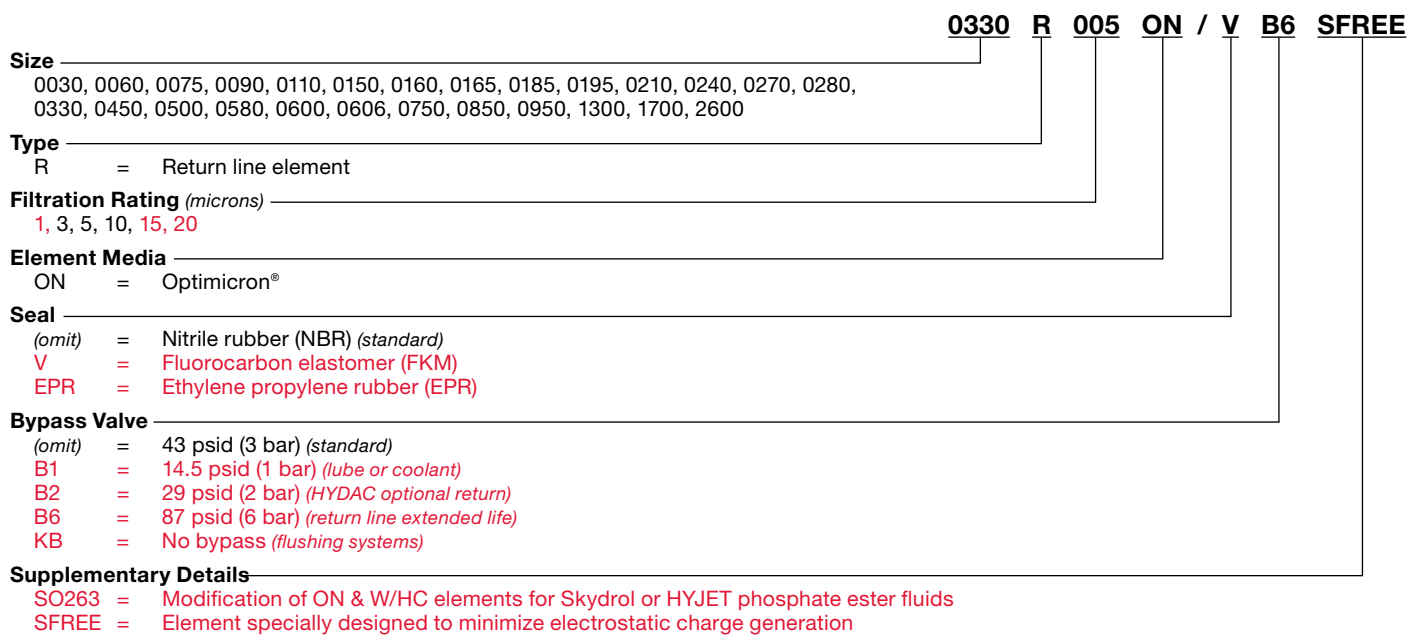 0330 R 005 ON / V B6 SFREE
Size
0030, 0060, 0075, 0090, 0110, 0150, 0160, 0165, 0185, 0195, 0210, 0240, 0270, 0280,
0330, 0450, 0500, 0580, 0600, 0606, 0750, 0850, 0950, 1300, 1700, 2600
Type
R = Return line element
Filtration Rating (microns)
1, 3, 5, 10, 15, 20
Element Media
ON = Optimicron®
Seal
(omit) = Nitrile rubber (NBR) (standard)
V = Fluorocarbon elastomer (FKM)
EPR = Ethylene propylene rubber (EPR)
Bypass Valve
(omit) = 43 psid (3 bar) (standard)
B1 = 14.5 psid (1 bar) (lube or coolant)
B2 = 29 psid (2 bar) (HYDAC optional return)
B6 = 87 psid (6 bar) (return line extended life)
KB = No bypass (flushing systems)
Supplementary Details
SO263 = Modification of ON & W/HC elements for Skydrol or HYJET phosphate ester fluids
SFREE = Element specially designed to minimize electrostatic charge generation